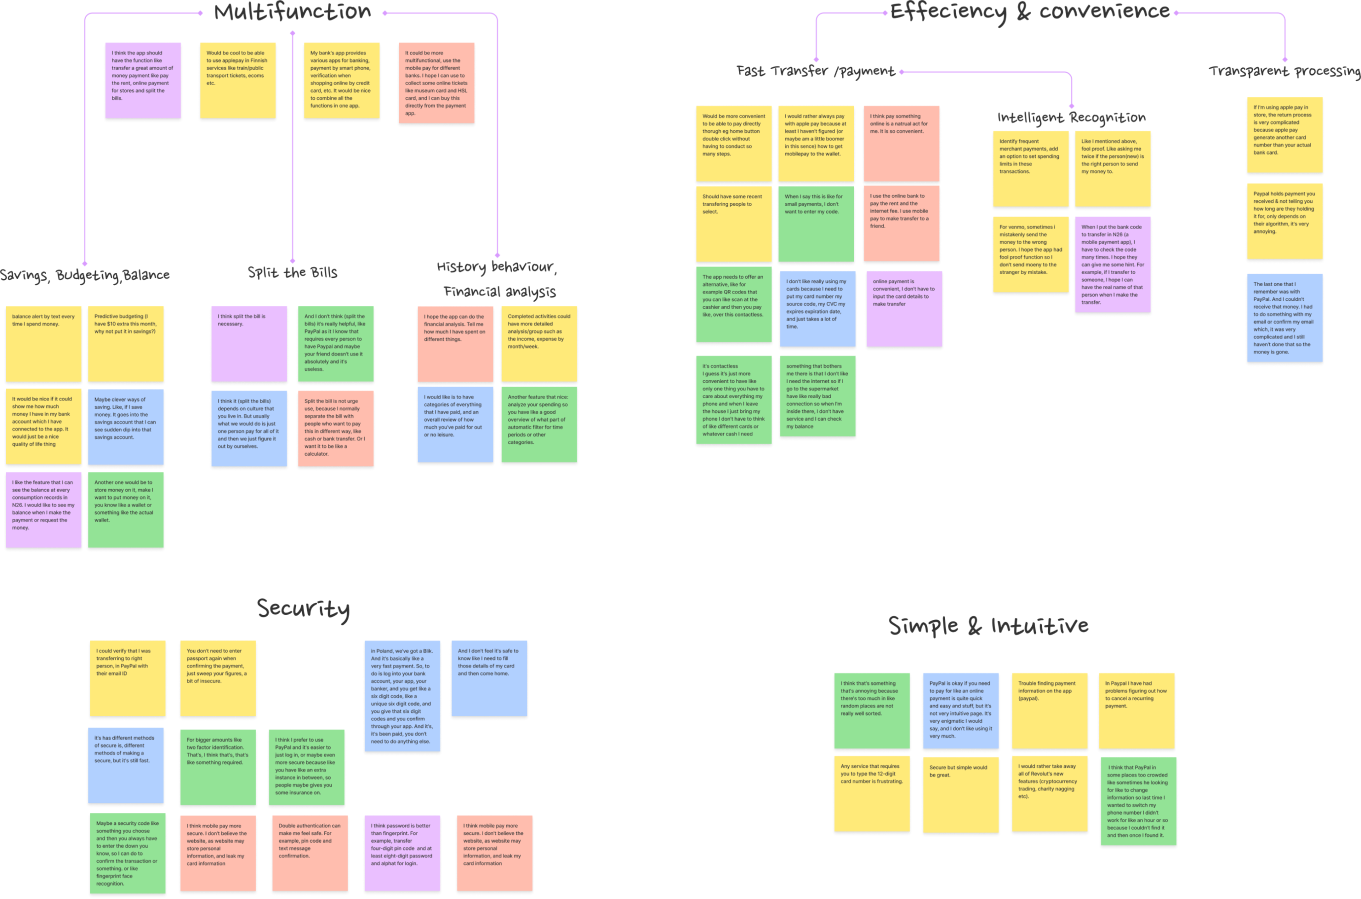 Multifunction
I think the app should
have the function like
transfer a great amount of
money payment like pay
the rent, online payment
for stores and split the
bills.
Would be cool to be able
to use applepay in Finnish
services like train/public
transport tickets, ecoms
etc.
My bank's app provides
various apps for banking,
payment by smart phone,
verification when
shopping online by credit
card, etc. It would be nice
to combine all the
functions in one app.
It could be more
multifunctional, use the
mobile pay for different
banks. I hope I can use to
collect some online tickets
like museum card and HSL
card, and I can buy this
directly from the payment
app.
Savings, Budgeting,Balance
balance alert by text every
time I spend money.
Predictive budgeting (I
have $10 extra this month,
why not put it in savings?)
It would be nice if it could
show me how much
money I have in my bank
account which I have
connected to the app. It
would just be a nice
quality of life thing
Maybe clever ways of
saving. Like, if I save
money. It goes into the
savings account that I can
see sudden dip into that
savings account.
I like the feature that I can
see the balance at every
consumption records in
N26. I would like to see my
balance when I make the
payment or request the
money.
Another one would be to
store money on it, make I
want to put money on it,
you know like a wallet or
something like the actual
wallet.
Split the Bills
I think split the bill is
necessary.
And I don't think (split the
bills) it's really helpful, like
PayPal as it I know that
requires every person to
have Paypal and maybe
your friend doesn't use it
absolutely and it's
useless.
I think it (split the bills)
depends on culture that
you live in. But usually
what we would do is just
one person pay for all of it
and then we just figure it
out by ourselves.
Split the bill is not urge
use, because I normally
separate the bill with
people who want to pay
this in different way, like
cash or bank transfer. Or I
want it to be like a
calculator.
History behaviour,
Financial analysis
I hope the app can do the
financial analysis. Tell me
how much I have spent on
different things.
Completed activities could
have more detailed
analysis/group such as
the income, expense by
month/week.
I would like is to have
categories of everything
that I have paid, and an
overall review of how
much you've paid for out
or no leisure.
Another feature that nice:
analyze your spending so
you have like a good
overview of what part of
automatic filter for time
periods or other
categories.
Effeciency & convenience
Fast Transfer /payment
Would be more convenient
to be able to pay directly
thorugh eg home button
double click without
having to conduct so
many steps.
I would rather always pay
with apple pay because at
least I haven't figured (or
maybe am a little boomer
in this sence) how to get
mobilepay to the wallet.
I think pay something
online is a natrual act for
me. It is so convenient.
Should have some recent
transfering people to
select,
When I say this is like for
small payments, I don't
want to enter my code.
I use the online bank to
pay the rent and the
internet fee, I use mobile
pay to make transfer to a
friend.
The app needs to offer an
alternative, like for
example QR codes that
you can like scan at the
cashier and then you pay
like, over this contactless.
I don't like really using my
cards because I need to
put my card number my
source code, my CVC my
expires expiration date,
and just takes a lot of
time.
online payment is
convenient, I don't have to
input the card details to
make transfer
it's contactless
I guess it's just more
convenient to have like
only one thing you have to
care about everything my
phone and when I leave
the house I just bring my
phone I don't have to think
of like different cards or
whatever cash I need
something that bothers
me there is that I don't like
I need the internet so if I go
to the supermarket
have like really bad
connection so when I'm
inside there, I don't have
service and I can check
my balance
Intelligent Recognition
Identify frequent
merchant payments, add
an option to set spending
limits in these
transactions.
Like I mentioned above,
fool proof. Like asking me
twice if the person(new) is
the right person to send
my money to.
For venmo, sometimes I
mistakenly send the
money to the wrong
person. I hope the app had
feel proof function so I
don't send moeny to the
stranger by mistake.
When I put the bank code
to transfer in N26 (a
mobile payment app), I
have to check the code
many times. I hope they
can give me some hint. For
example, if I transfer to
someone, I hope I can
have the real name of that
person when I make the
transfer.
Transparent processing
If I'm using apple pay in
store, the return process
is very complicated
because apple pay
generate another card
number than your actual
bank card.
Paypal holds payment you
received & not telling you
how long are they holding
it for, only depends on
their algorithm, it's very
annoying.
The last one that I
remember was with
PayPal. And I couldn't
receive that money. I had
to do something with my
email or confirm my email
which, it was very
complicated and I still
haven't done that so the
money is gone.
Security
I could verify that I was
transferring to right
person, in PayPal with
their email ID
You don't need to enter
passport again when
confirming the payment,
just sweep your figures, a
bit of insecure.
In Poland, we've got a Blik.
And it's basically like a
very fast payment. So, to
do is log into your bank
account, your app, your
banker, and you get like a
six digit code, like a
unique six digit code, and
you give that six digit
codes and you confirm
through your app. And it's,
it's been paid, you don't
need to do anything else.
And I don't feel it's safe to
know like I need to fill
those details of my card
and then come home.
It's has different methods
of secure is, different
methods of making a
secure, but it's still fast.
For bigger amounts like
two factor identification.
That's, I think that's, that's
like something required.
I think I prefer to use
PayPal and it's easier to
just log in, or maybe even
more secure because like
you have like an extra
instance in between, so
people maybe gives you
some insurance on.
Maybe a security code like
something you choose
and then you always have
to enter the down you
know, so I can do to
confirm the transaction or
something. or like
fingerprint face
recognition.
I think mobile pay more
secure. I don't believe the
website, as website may
store personal
information, and leak my
card information
Double authentication can
make me feel safe. For
example, pin code and
text message
confirmation.
I think password is better
than fingerprint. For
example, transfer
four-degit pin code and at
least eight-digit password
and alphat for login.
I think mobile pay more
secure. I don't believe the
website, as website may
store personal
information, and leak my
card information
Simple & Intuitive
I think that's something
that's annoying because
there's too much in like
random places are not
really well sorted.
PayPal is okay if you need
to pay for like an online
payment is quite quick
and easy and stuff, but it's
not very intuitive page. It's
very enigmatic I would
say, and I don't like using it
very much.
Trouble finding payment
information on the app
(paypal).
In Paypal I have had
problems figuring out how
to cancel a recurring
payment.
Any service that requires
you to type the 12-digit
card number is frustrating,
Secure but simple would
be great.
I would rather take away
all of Revolut's new
features (cryptocurrency
trading, charity nagging
etc).
I think that PayPal in
some places too crowded
like sometimes he looking
for like to change
information so last time I
wanted to switch my
phone number I didn't
work for like an hour or so
because I couldn't find it
and then once i found it.